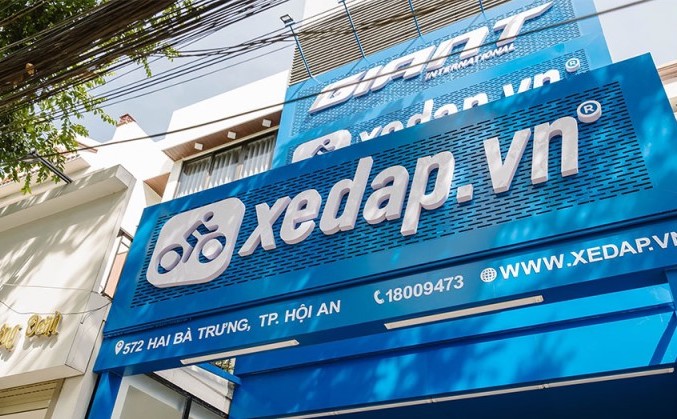 GIANT
INTERNATIONAL
xedap.vn®
xedap.vn®
572 HAI BÀ TRƯNG, TP. HỘI AN
18009473
WWW.XEDAP.VN